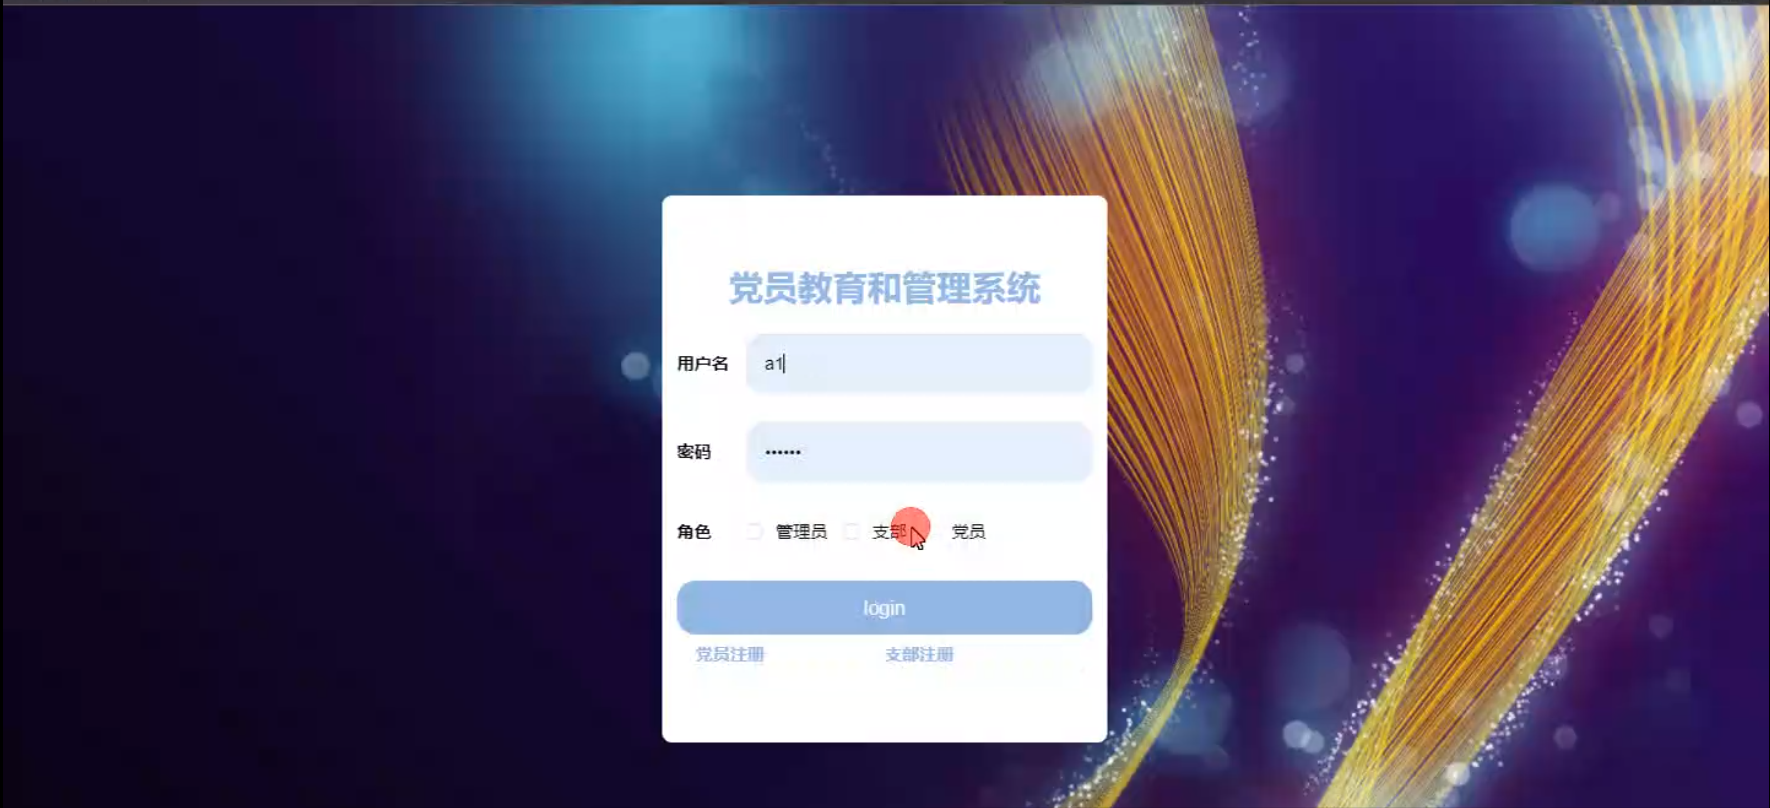 党员教育和管理系统
用户名 a1
密码 ••••••
角色 管理员 支部 党员
login
党员注册 支部注册